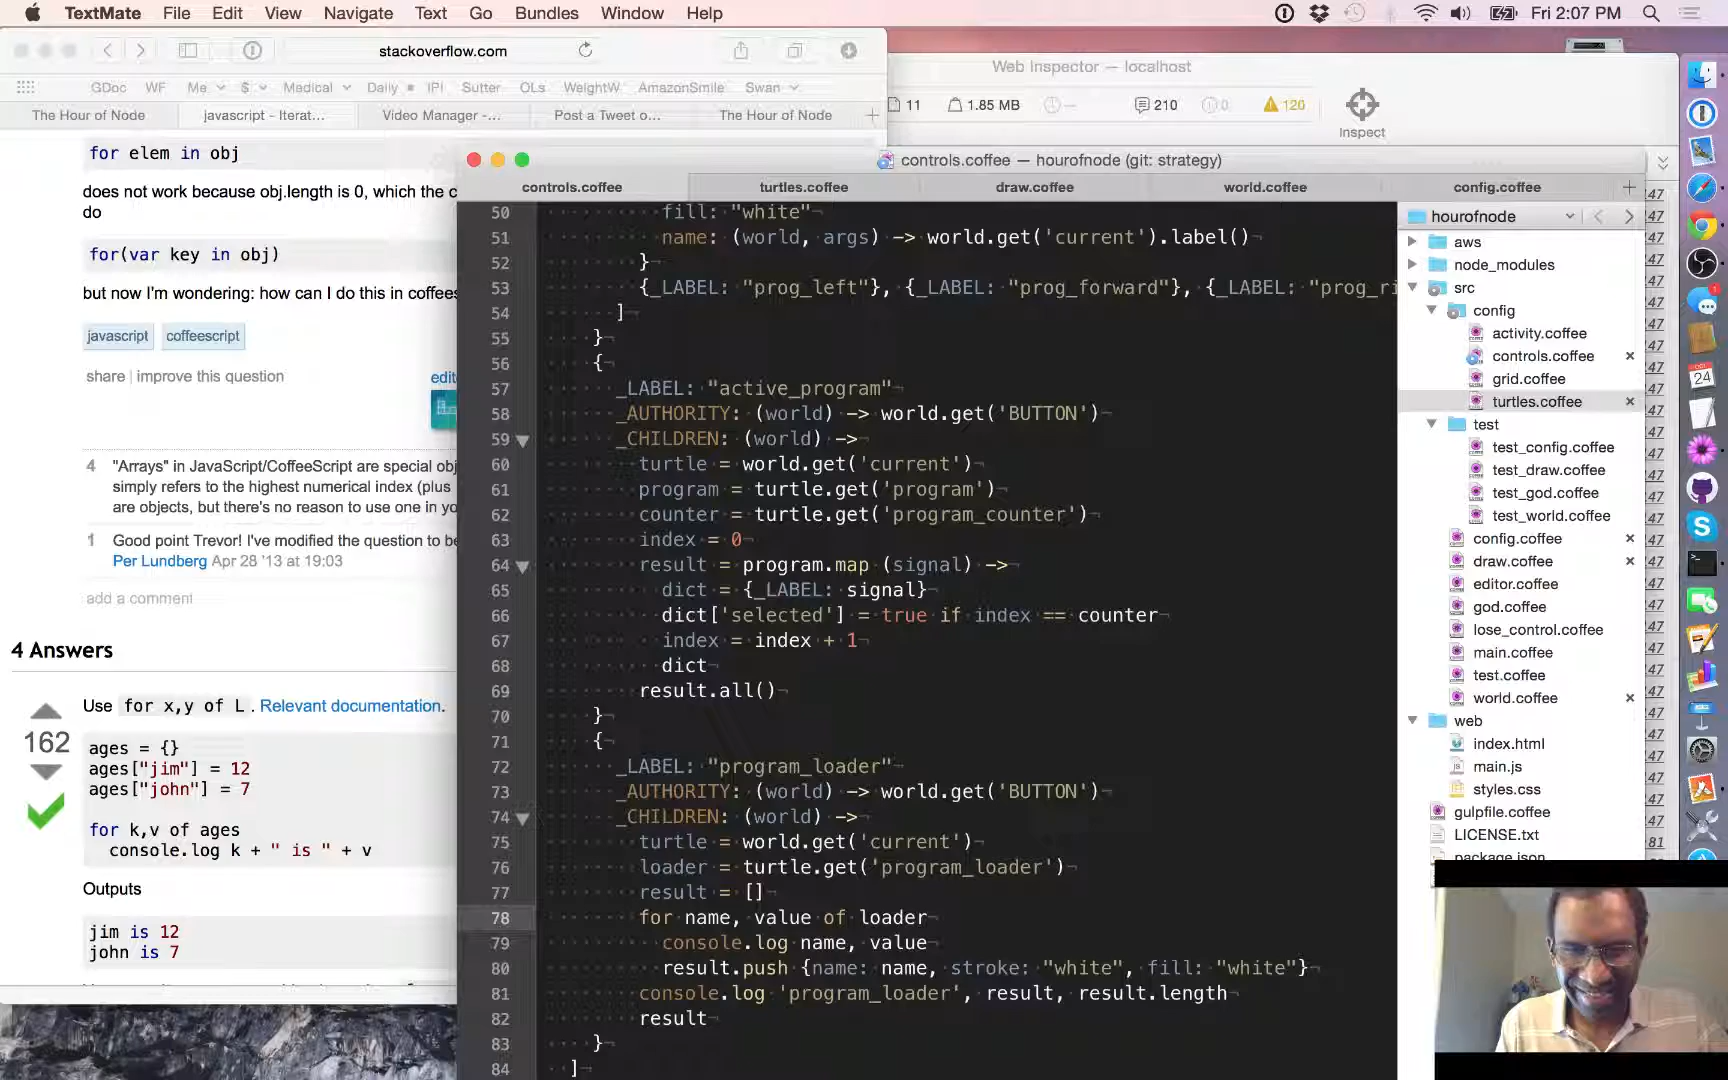 TextMate File Edit View Navigate Text Go Bundles Window Help
Fri 2:07 PM
stackoverflow.com
GDoc WF Me $ Medical Daily IPI Sutter OLs WeightW AmazonSmile Swan
The Hour of Node
javascript - Iterat...
Video Manager -...
Post a Tweet o...
The Hour of Node
for elem in obj
does not work because obj.length is 0, which the c
do
for(var key in obj)
but now I'm wondering: how can I do this in coffees
javascript coffeescript
share | improve this question
edite
4 "Arrays" in JavaScript/CoffeeScript are special obj
simply refers to the highest numerical index (plus
are objects, but there's no reason to use one in yo
1 Good point Trevor! I've modified the question to be
Per Lundberg Apr 28 '13 at 19:03
add a comment
4 Answers
162
Use for x,y of L . Relevant documentation.
ages = {}
ages["jim"] = 12
ages["john"] = 7
for k,v of ages
console.log k + " is " + v
Outputs
jim is 12
john is 7
Web Inspector — localhost
11 1.85 MB — 210 0 120
Inspect
controls.coffee — hourofnode (git: strategy)
controls.coffee turtles.coffee draw.coffee world.coffee config.coffee
50 fill: "white"
51 name: (world, args) -> world.get('current').label()
52 }
53 {_LABEL: "prog_left"}, {_LABEL: "prog_forward"}, {_LABEL: "prog_ri
54 ]
55 }
56 {
57 _LABEL: "active_program"
58 _AUTHORITY: (world) -> world.get('BUTTON')
59 _CHILDREN: (world) ->
60 turtle = world.get('current')
61 program = turtle.get('program')
62 counter = turtle.get('program_counter')
63 index = 0
64 result = program.map (signal) ->
65 dict = {_LABEL: signal}
66 dict['selected'] = true if index == counter
67 index = index + 1
68 dict
69 result.all()
70 }
71 {
72 _LABEL: "program_loader"
73 _AUTHORITY: (world) -> world.get('BUTTON')
74 _CHILDREN: (world) ->
75 turtle = world.get('current')
76 loader = turtle.get('program_loader')
77 result = []
78 for name, value of loader
79 console.log name, value
80 result.push {name: name, stroke: "white", fill: "white"}
81 console.log 'program_loader', result, result.length
82 result
83 }
84 ]
hourofnode
aws
node_modules
src
config
activity.coffee
controls.coffee
grid.coffee
turtles.coffee
test
test_config.coffee
test_draw.coffee
test_god.coffee
test_world.coffee
config.coffee
draw.coffee
editor.coffee
god.coffee
lose_control.coffee
main.coffee
test.coffee
world.coffee
web
index.html
main.js
styles.css
gulpfile.coffee
LICENSE.txt
package.json